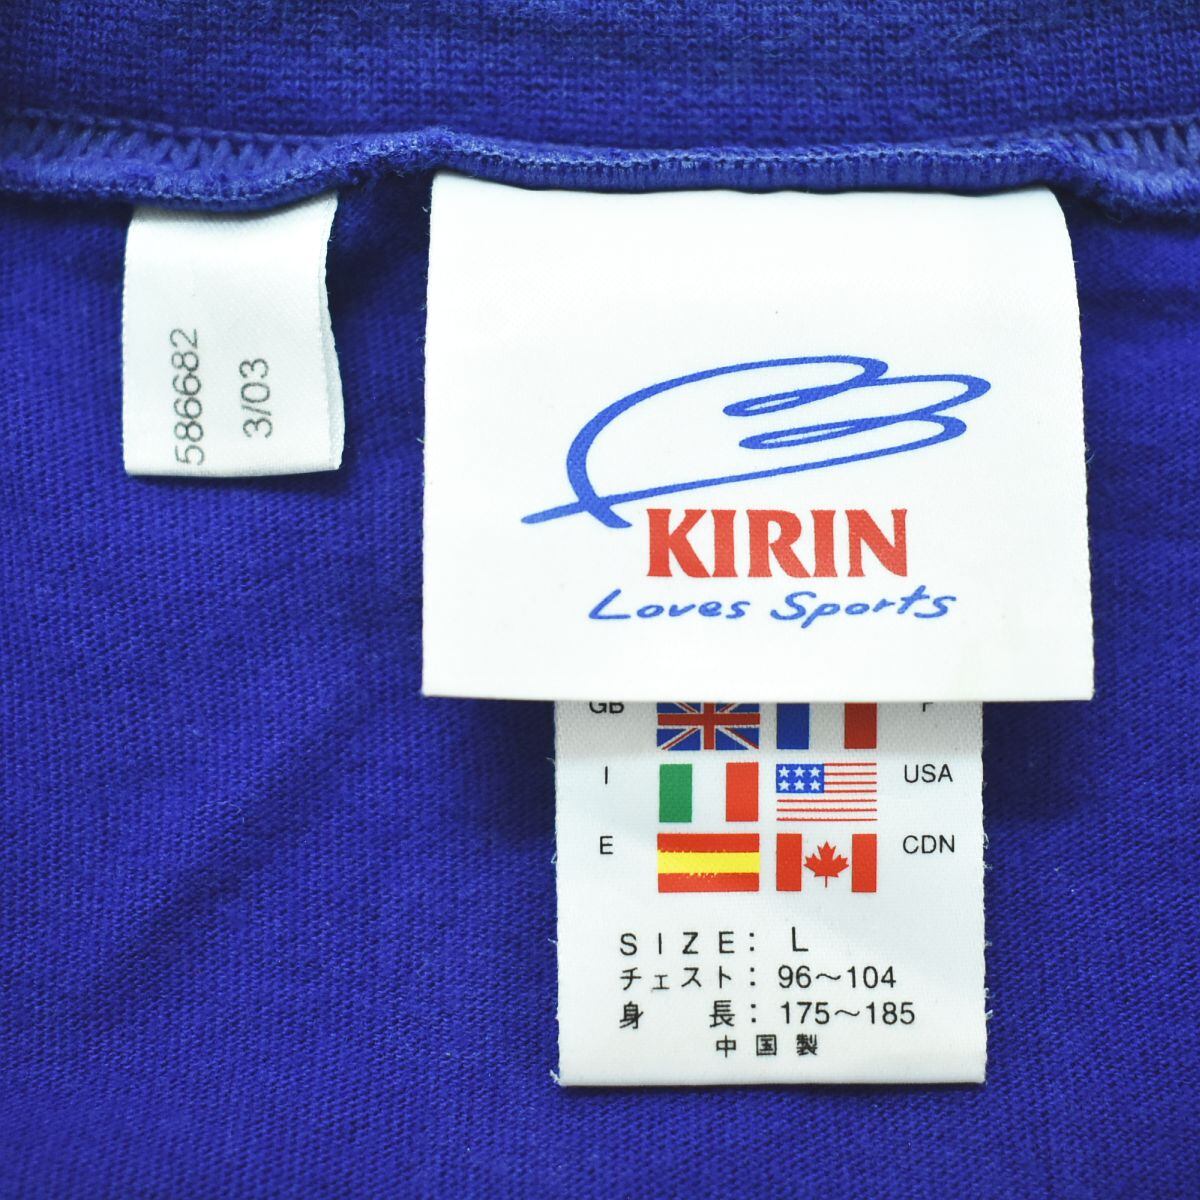 586682
3/03
KIRIN
Loves Sports
GB F
I USA
E CDN
SIZE: L
チェスト: 96～104
身長: 175～185
中国製